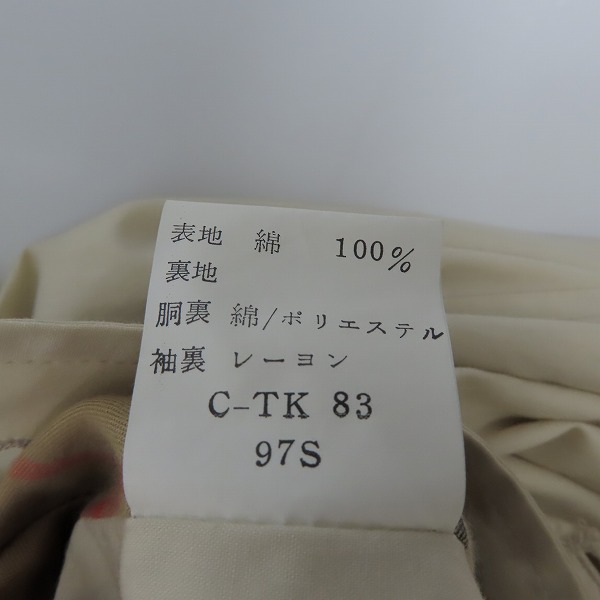 表地 綿 100%
裏地
胴裏 綿/ポリエステル
袖裏 レーヨン
C-TK 83
97S